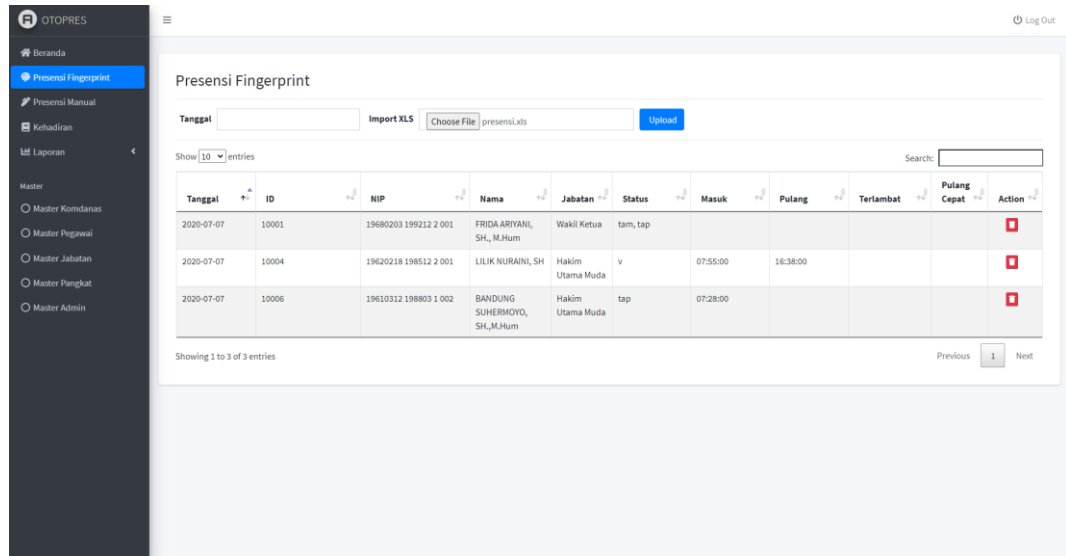 OTOPRES
Log Out
Beranda
Presensi Fingerprint
Presensi Manual
Kehadiran
Laporan
Master
Master Komdanas
Master Pegawai
Master Jabatan
Master Pangkat
Master Admin
Presensi Fingerprint
Tanggal Import XLS Choose File presensi.xls Upload
Show 10 entries Search:
Tanggal ID NIP Nama Jabatan Status Masuk Pulang Terlambat Pulang Cepat Action
2020-07-07 10001 19680203 199212 2 001 FRIDA ARIYANI, Wakil Ketua tam, tap
SH., M.Hum
2020-07-07 10004 19620218 198512 2 001 LILIK NURAINI, SH Hakim v 07:55:00 16:38:00
Utama Muda
2020-07-07 10006 19610312 198803 1 002 BANDUNG Hakim tap 07:28:00
SUHERMOYO, Utama Muda
SH.,M.Hum
Showing 1 to 3 of 3 entries Previous 1 Next